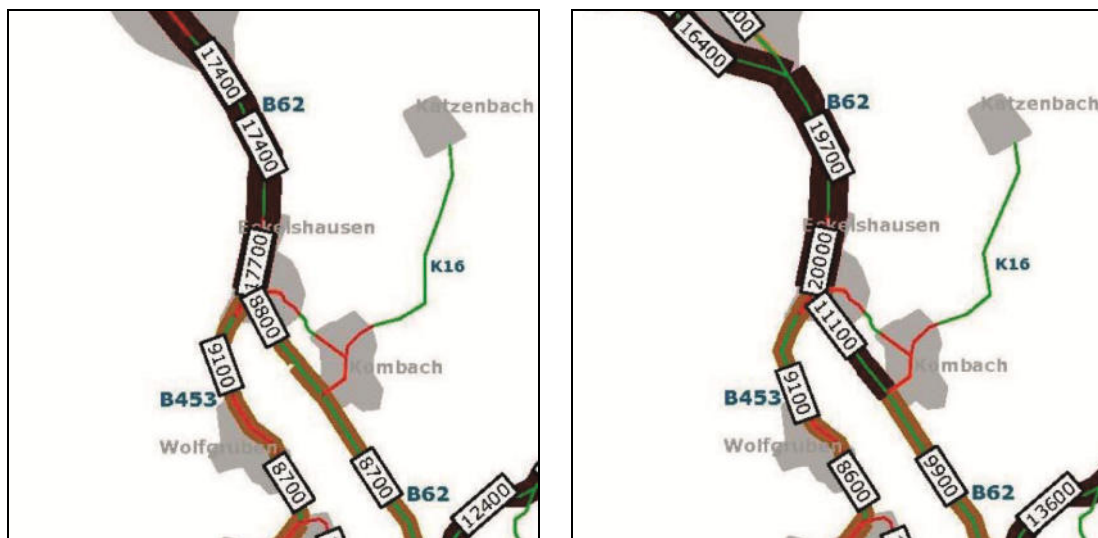 17400
B62
17400
Katzenbach
Eckelshausen
17700
K16
8800
9100
Kombach
B453
Wolfgruben
8700
8700
B62
12400
16400
B62
Katzenbach
19700
Eckelshausen
20000
K16
11100
9100
Kombach
B453
Wolfgruben
8600
9900
B62
13600